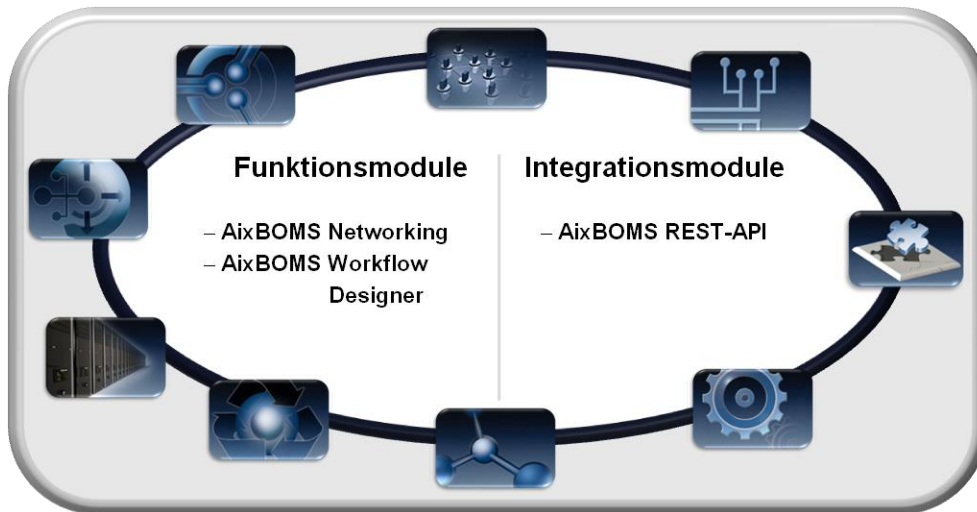 Funktionsmodule
– AixBOMS Networking
– AixBOMS Workflow
Designer
Integrationsmodule
– AixBOMS REST-API